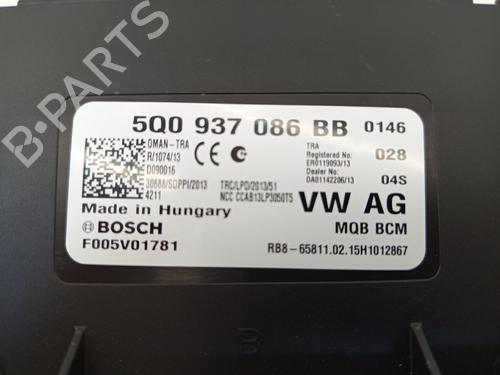 5Q0 937 086 BB 0146
OMAN-TRA
R/1074/13
D090016
30688/SDPPI/2013
4211
TRC/LPD/2013/51
NCC CCAB13LP3050T5
TRA
Registered No:
ER0119093/13
Dealer No:
DA01142206/13
028
04S
Made in Hungary
VW AG
BOSCH
MQB BCM
F005V01781
RB8-65811.02.15H1012867
B
B-PARTS